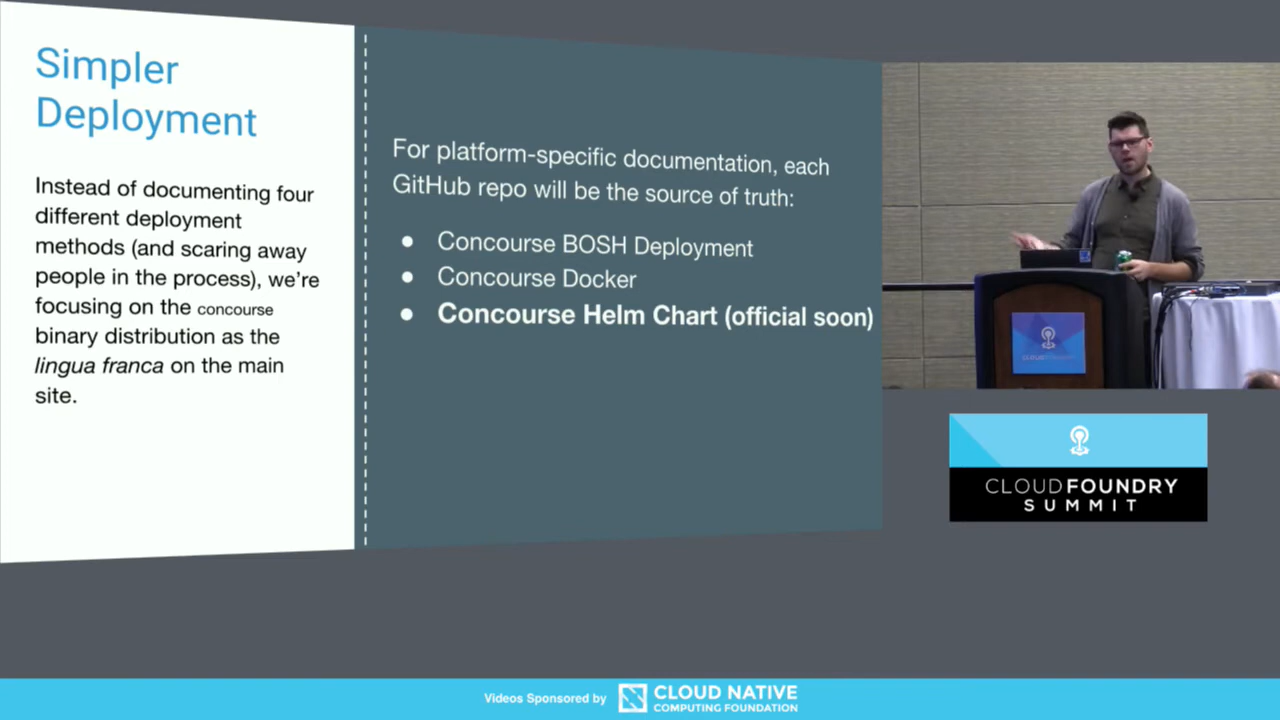 Simpler
Deployment
Instead of documenting four
different deployment
methods (and scaring away
people in the process), we're
focusing on the concourse
binary distribution as the
lingua franca on the main
site.
For platform-specific documentation, each
GitHub repo will be the source of truth:
● Concourse BOSH Deployment
● Concourse Docker
● Concourse Helm Chart (official soon)
CLOUDFOUNDRY
CLOUDFOUNDRY
SUMMIT
Videos Sponsored by
CLOUD NATIVE
COMPUTING FOUNDATION